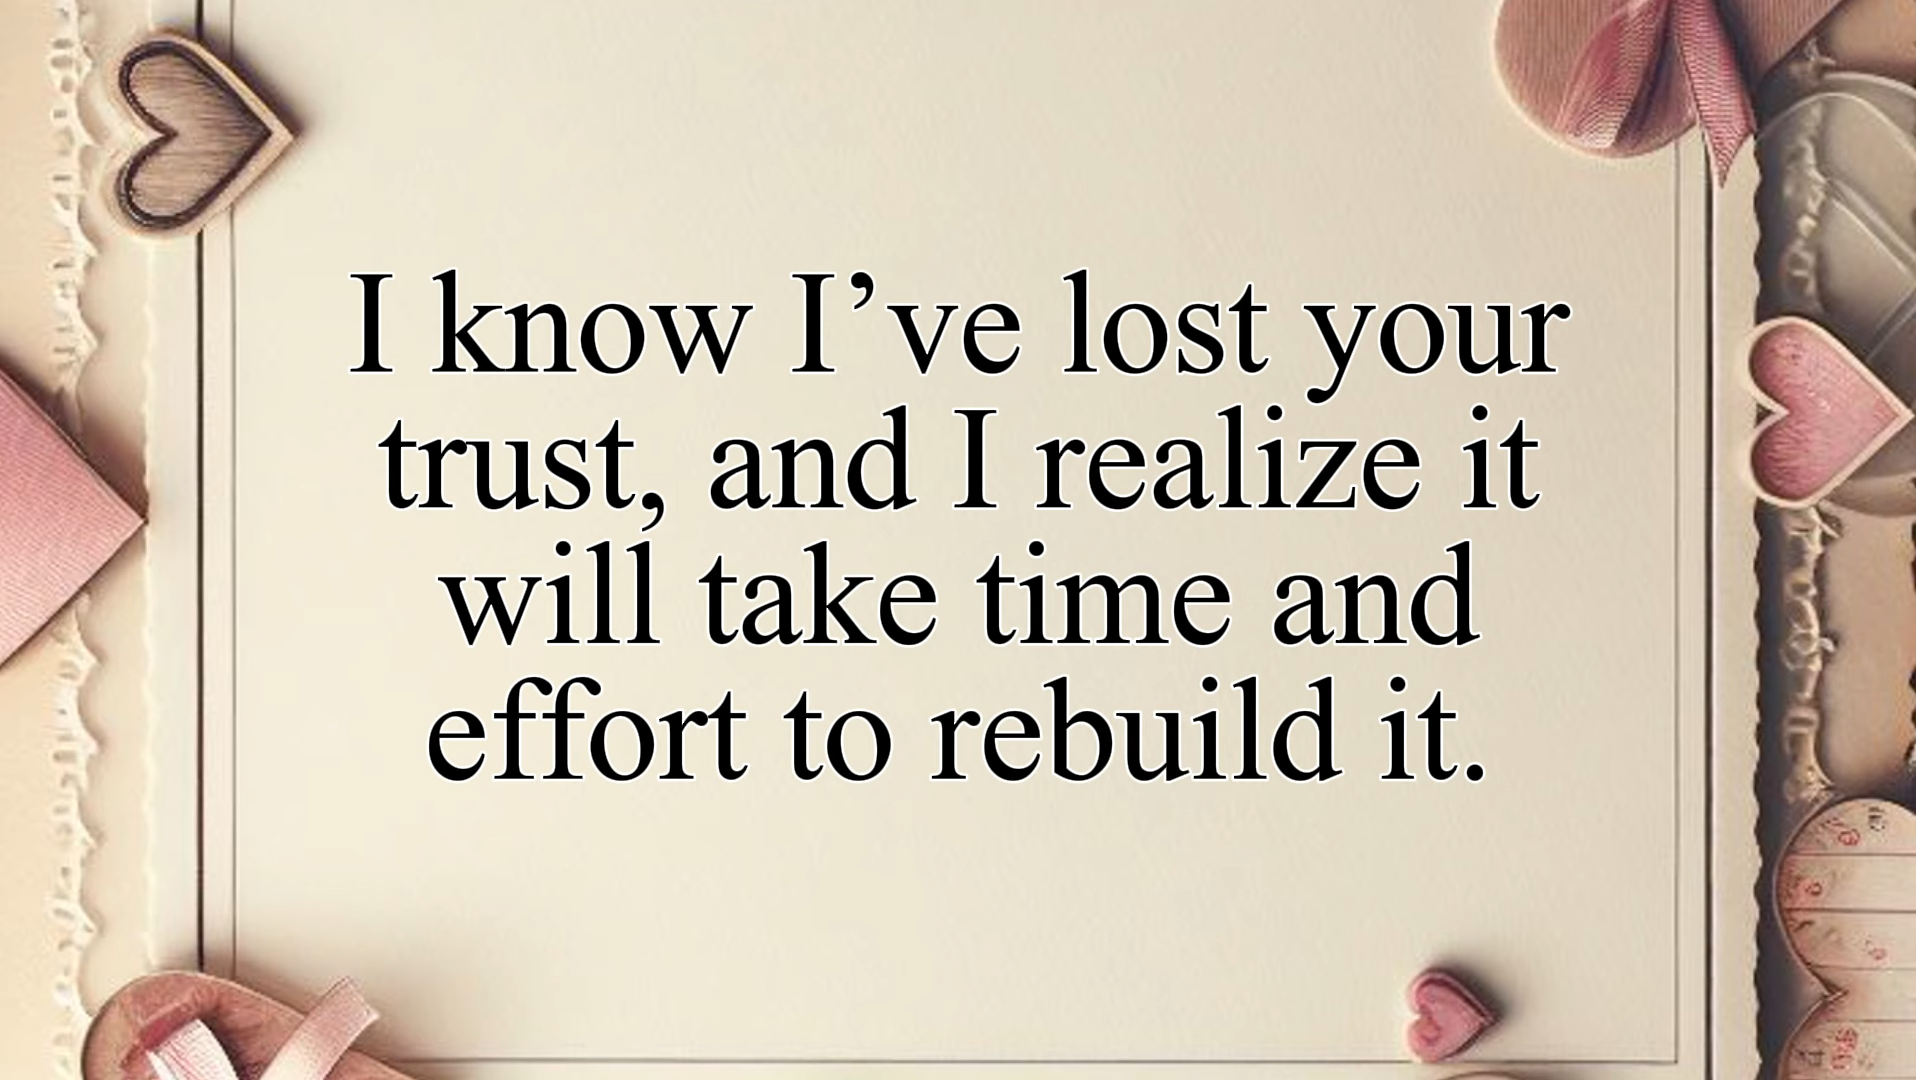 I know I’ve lost your
trust, and I realize it
will take time and
effort to rebuild it.